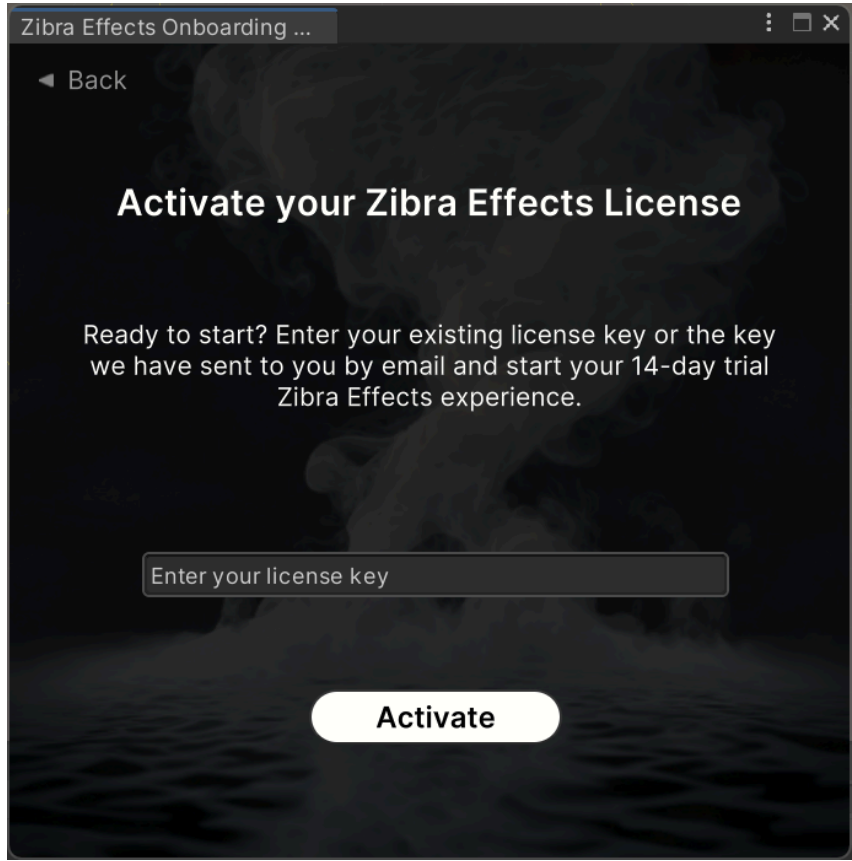 Zibra Effects Onboarding ...
Back
Activate your Zibra Effects License
Ready to start? Enter your existing license key or the key
we have sent to you by email and start your 14-day trial
Zibra Effects experience.
Enter your license key
Activate